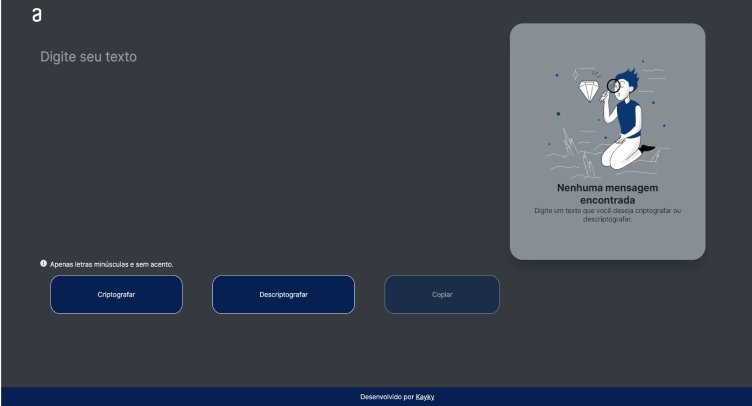 a
Digite seu texto
Nenhuma mensagem
encontrada
Digite um texto que você deseja criptografar ou
descriptografar.
Apenas letras minúsculas e sem acento.
Criptografar
Descriptografar
Copiar
Desenvolvido por Kayky